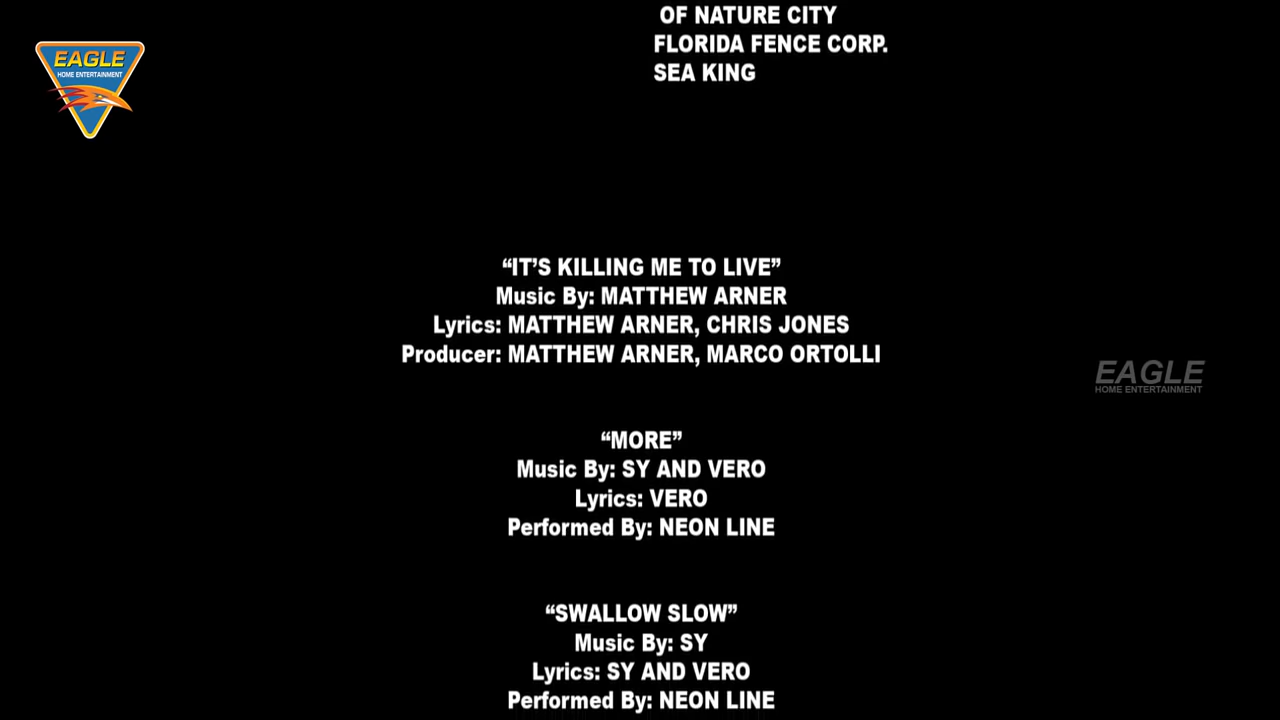 OF NATURE CITY
FLORIDA FENCE CORP.
SEA KING
EAGLE
HOME ENTERTAINMENT
“IT’S KILLING ME TO LIVE”
Music By: MATTHEW ARNER
Lyrics: MATTHEW ARNER, CHRIS JONES
Producer: MATTHEW ARNER, MARCO ORTOLLI
EAGLE
HOME ENTERTAINMENT
“MORE”
Music By: SY AND VERO
Lyrics: VERO
Performed By: NEON LINE
“SWALLOW SLOW”
Music By: SY
Lyrics: SY AND VERO
Performed By: NEON LINE